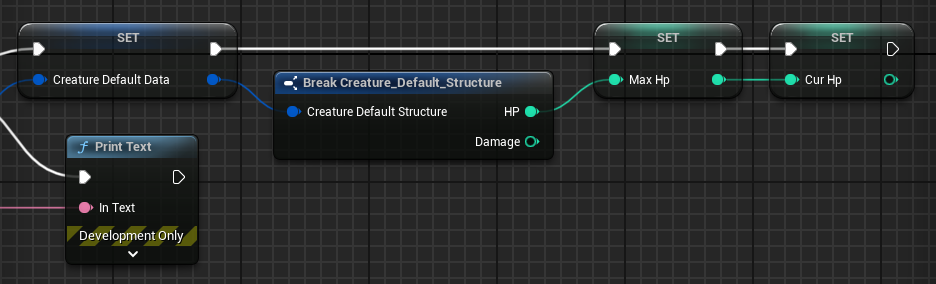 SET
Creature Default Data
Break Creature_Default_Structure
Creature Default Structure
HP
Damage
SET
Max Hp
SET
Cur Hp
f Print Text
In Text
Development Only